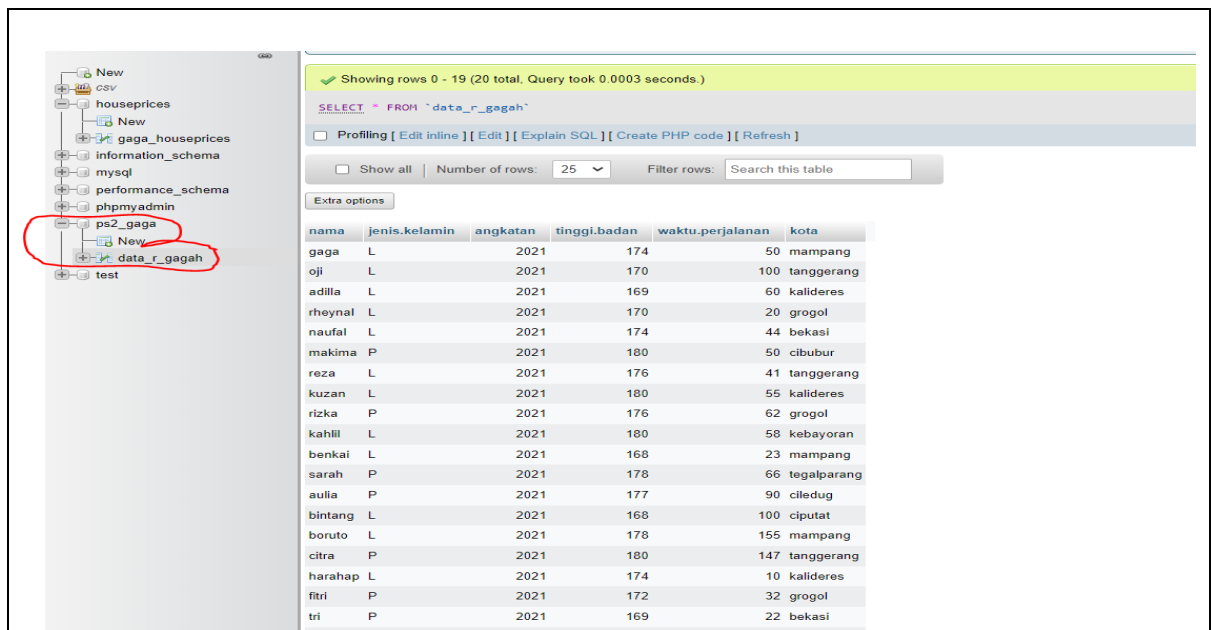 New
csv
houseprices
New
gaga_houseprices
information_schema
mysql
performance_schema
phpmyadmin
ps2_gaga
New
data_r_gagah
test
Showing rows 0 - 19 (20 total, Query took 0.0003 seconds.)
SELECT * FROM `data_r_gagah`
Profiling [ Edit inline ] [ Edit ] [ Explain SQL ] [ Create PHP code ] [ Refresh ]
Show all | Number of rows: 25 Filter rows: Search this table
Extra options
nama jenis.kelamin angkatan tinggi.badan waktu.perjalanan kota
gaga L 2021 174 50 mampang
oji L 2021 170 100 tanggerang
adilla L 2021 169 60 kalideres
rheynal L 2021 170 20 grogol
naufal L 2021 174 44 bekasi
makima P 2021 180 50 cibubur
reza L 2021 176 41 tanggerang
kuzan L 2021 180 55 kalideres
rizka P 2021 176 62 grogol
kahlil L 2021 180 58 kebayoran
benkai L 2021 168 23 mampang
sarah P 2021 178 66 tegalparang
aulia P 2021 177 90 ciledug
bintang L 2021 168 100 ciputat
boruto L 2021 178 155 mampang
citra P 2021 180 147 tanggerang
harahap L 2021 174 10 kalideres
fitri P 2021 172 32 grogol
tri P 2021 169 22 bekasi